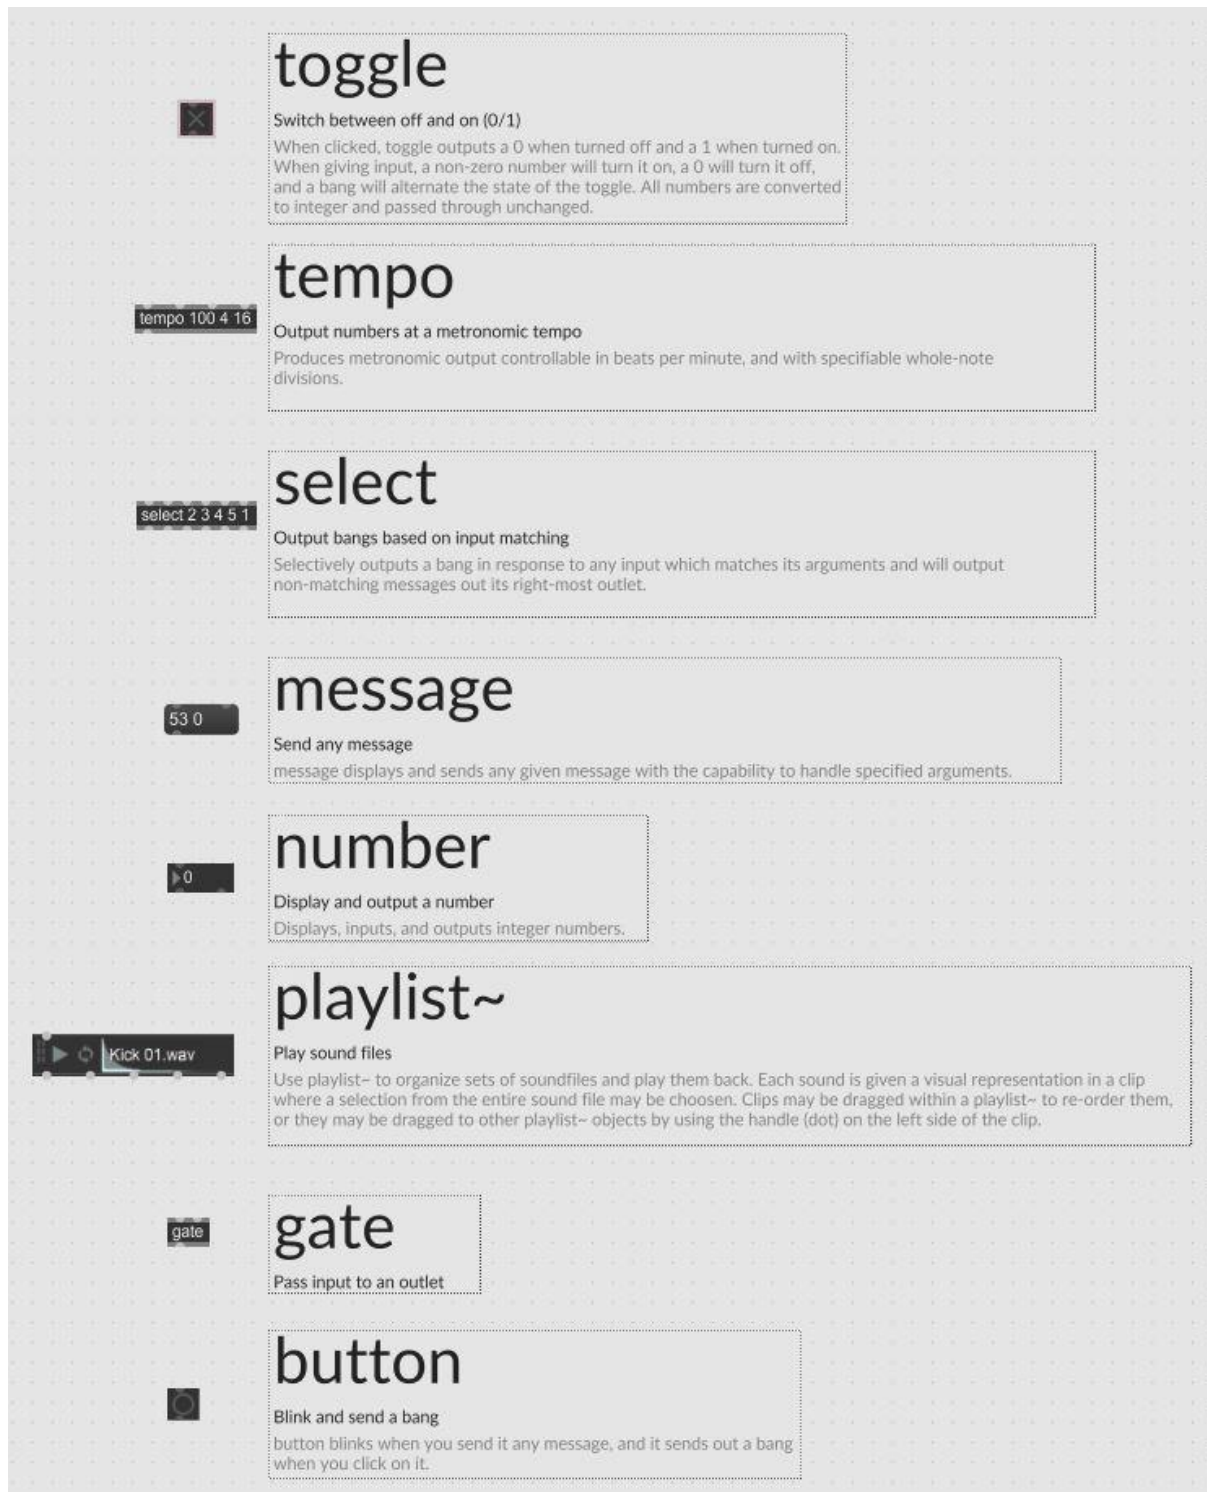 toggle
Switch between off and on (0/1)
When clicked, toggle outputs a 0 when turned off and a 1 when turned on.
When giving input, a non-zero number will turn it on, a 0 will turn it off,
and a bang will alternate the state of the toggle. All numbers are converted
to integer and passed through unchanged.
tempo 100 4 16
tempo
Output numbers at a metronomic tempo
Produces metronomic output controllable in beats per minute, and with specifiable whole-note
divisions.
select 2 3 4 5 1
select
Output bangs based on input matching
Selectively outputs a bang in response to any input which matches its arguments and will output
non-matching messages out its right-most outlet.
53 0
message
Send any message
message displays and sends any given message with the capability to handle specified arguments.
0
number
Display and output a number
Displays, inputs, and outputs integer numbers.
Kick 01.wav
playlist~
Play sound files
Use playlist~ to organize sets of soundfiles and play them back. Each sound is given a visual representation in a clip
where a selection from the entire sound file may be choosen. Clips may be dragged within a playlist~ to re-order them,
or they may be dragged to other playlist~ objects by using the handle (dot) on the left side of the clip.
gate
gate
Pass input to an outlet
button
Blink and send a bang
button blinks when you send it any message, and it sends out a bang
when you click on it.